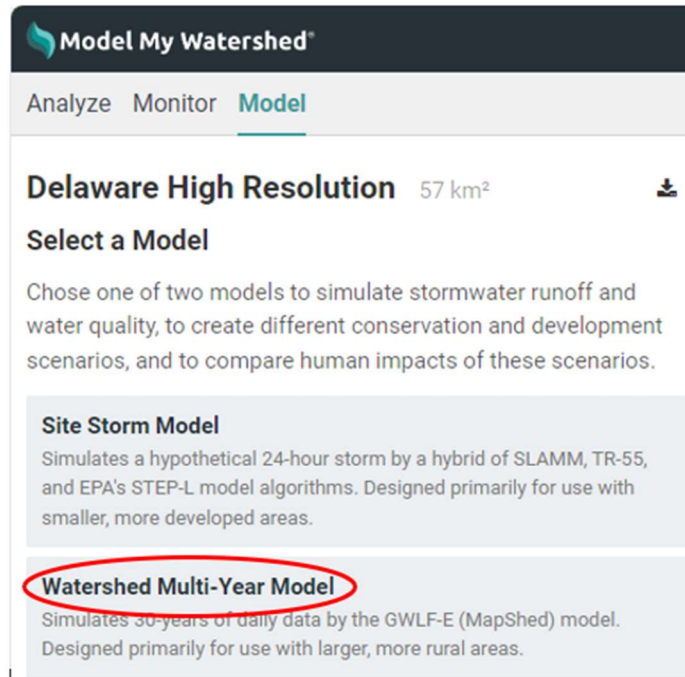 Model My Watershed®
Analyze Monitor Model
Delaware High Resolution 57 km²
Select a Model
Chose one of two models to simulate stormwater runoff and
water quality, to create different conservation and development
scenarios, and to compare human impacts of these scenarios.
Site Storm Model
Simulates a hypothetical 24-hour storm by a hybrid of SLAMM, TR-55,
and EPA's STEP-L model algorithms. Designed primarily for use with
smaller, more developed areas.
Watershed Multi-Year Model
Simulates 30-years of daily data by the GWLF-E (MapShed) model.
Designed primarily for use with larger, more rural areas.